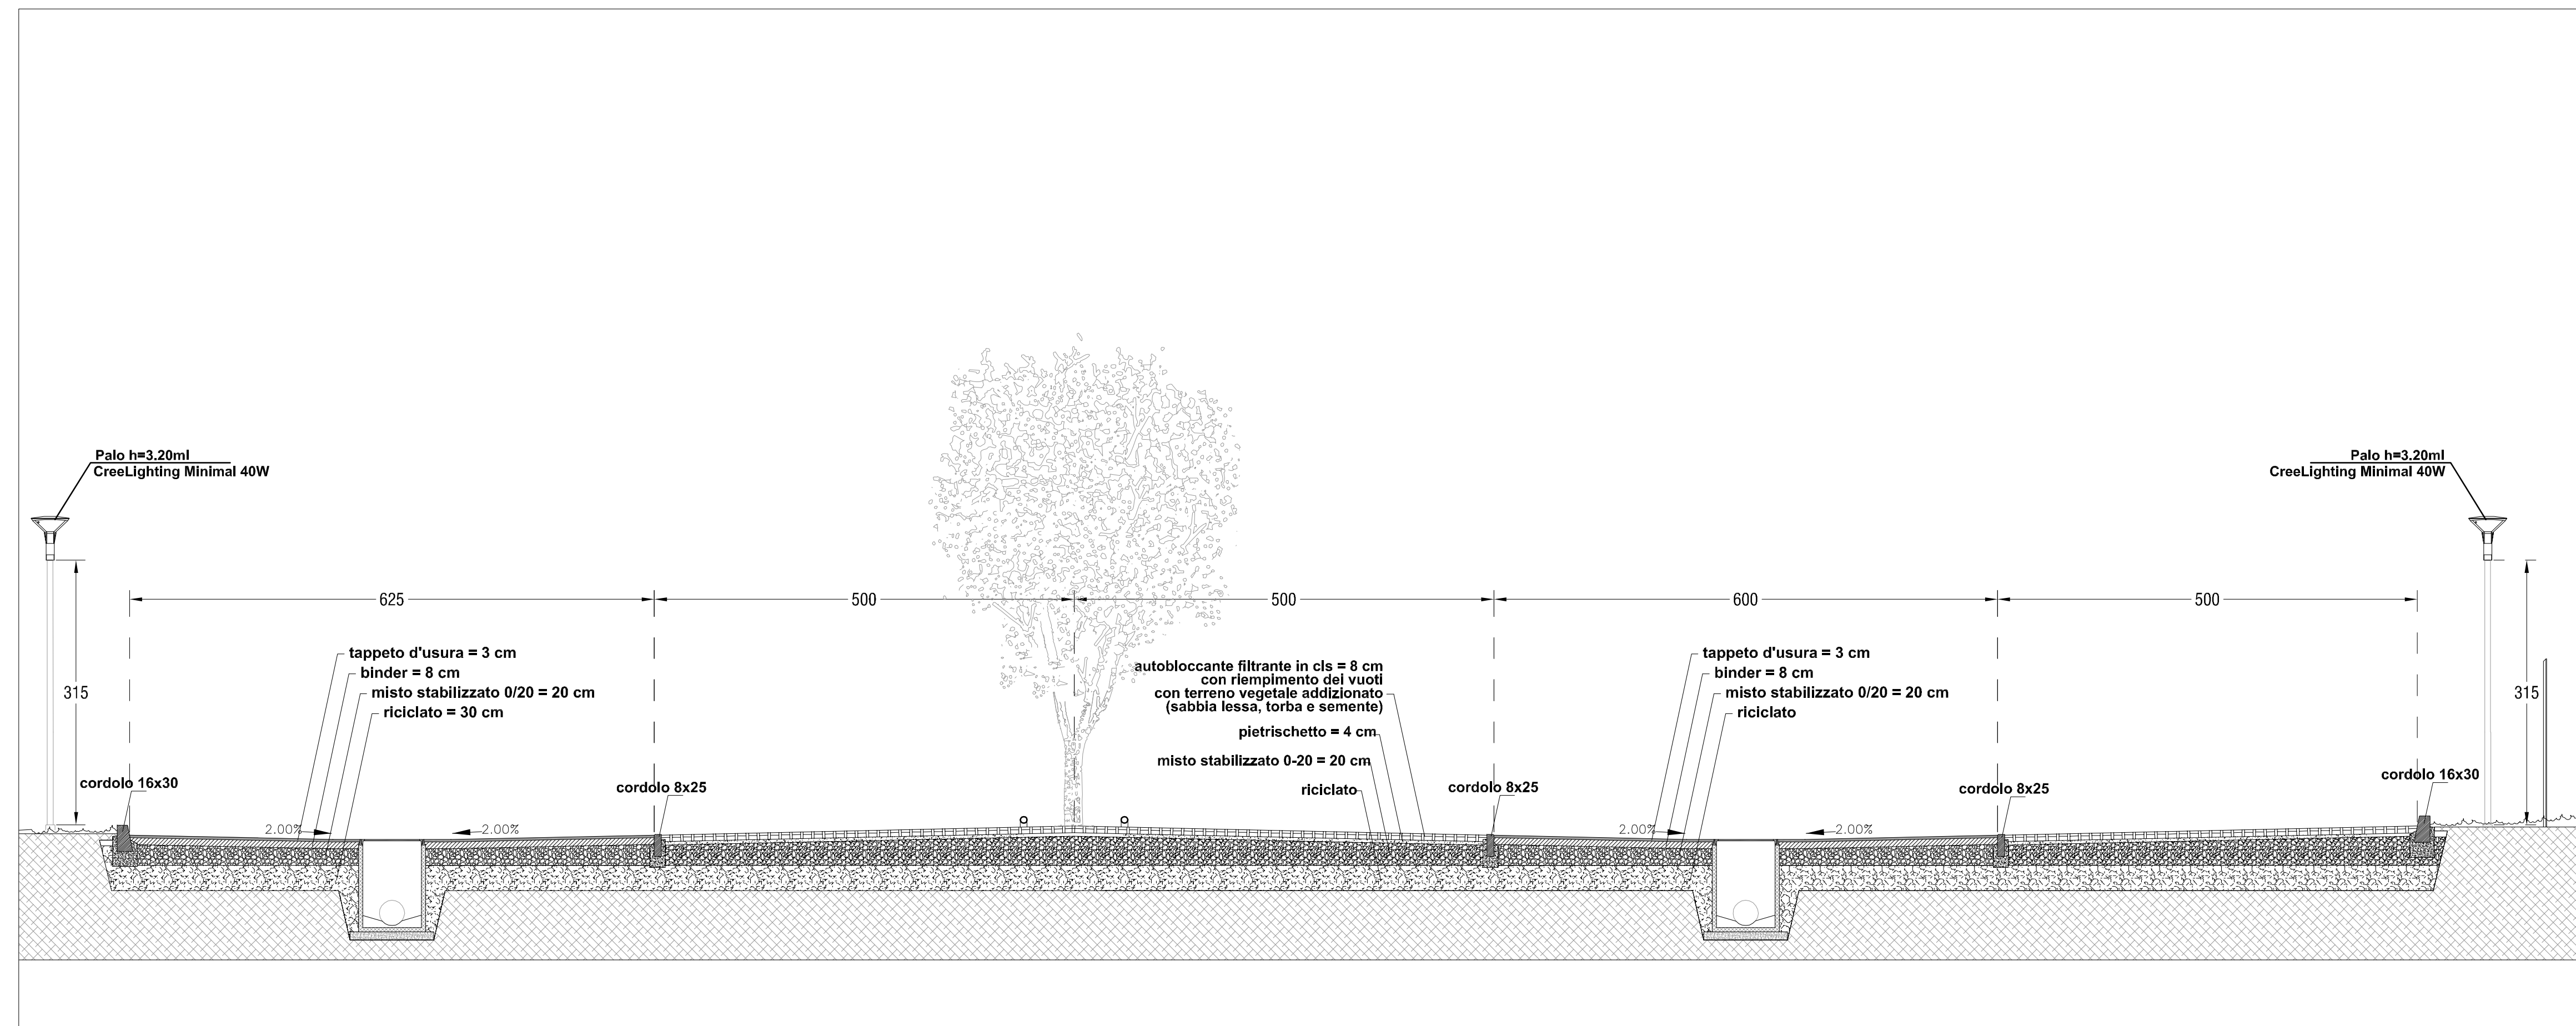 Palo h=3.20ml
CreeLighting Minimal 40W
Palo h=3.20ml
CreeLighting Minimal 40W
625
500
500
600
500
315
315
tappeto d'usura = 3 cm
binder = 8 cm
misto stabilizzato 0/20 = 20 cm
riciclato = 30 cm
autobloccante filtrante in cls = 8 cm
con riempimento dei vuoti
con terreno vegetale addizionato
(sabbia lessa, torba e semente)
pietrischetto = 4 cm
misto stabilizzato 0-20 = 20 cm
riciclato
tappeto d'usura = 3 cm
binder = 8 cm
misto stabilizzato 0/20 = 20 cm
riciclato
cordolo 16x30
cordolo 8x25
cordolo 8x25
cordolo 8x25
cordolo 16x30
2.00%
2.00%
2.00%
2.00%